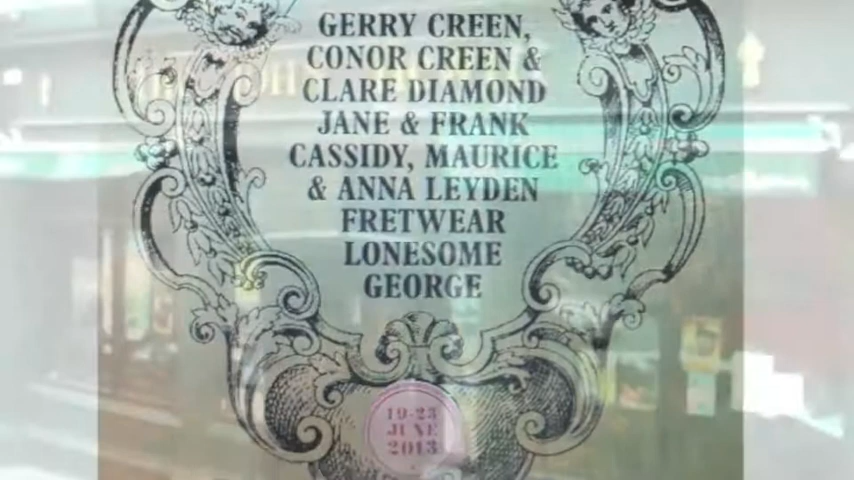 GERRY CREEN,
CONOR CREEN &
CLARE DIAMOND
JANE & FRANK
CASSIDY, MAURICE
& ANNA LEYDEN
FRETWEAR
LONESOME
GEORGE
19-23
JUNE
2013